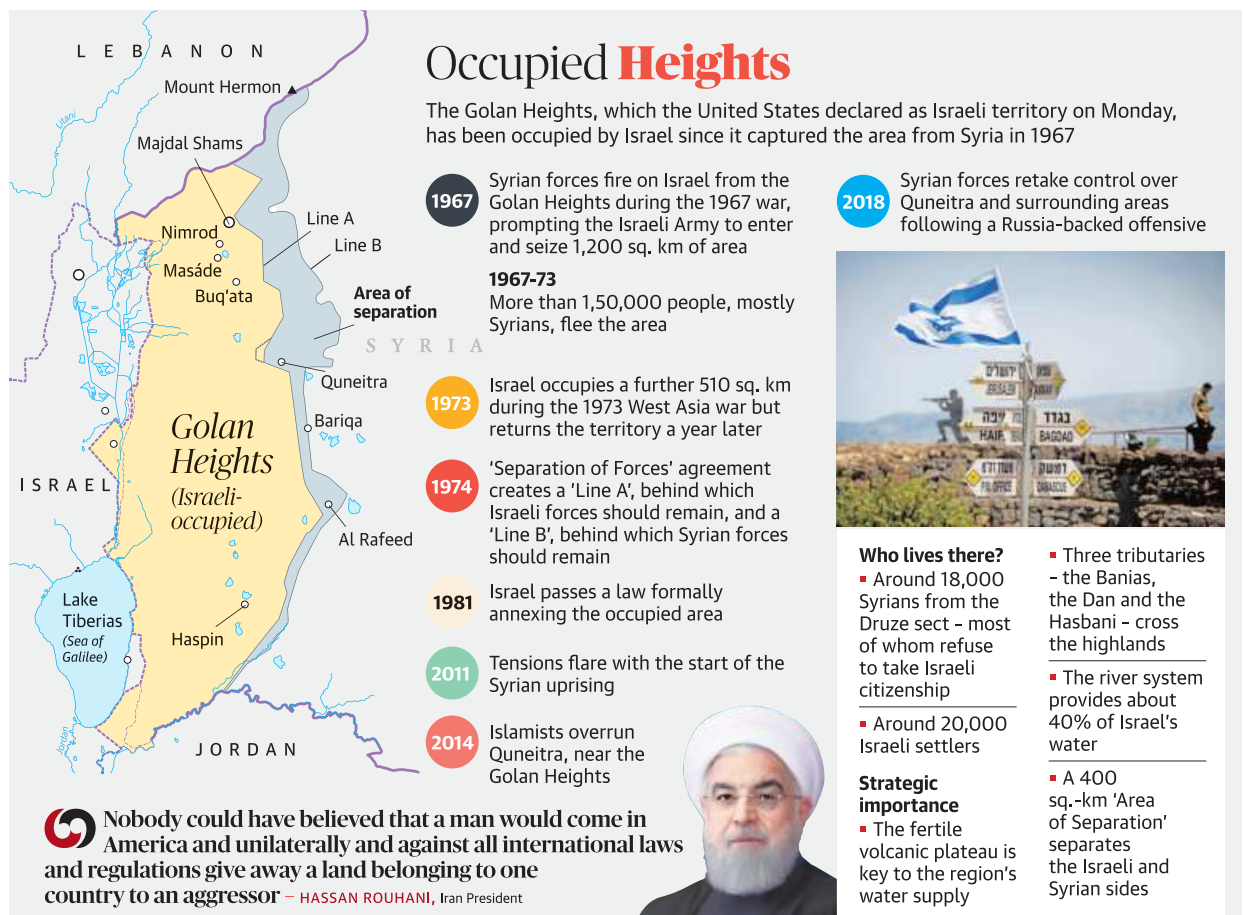 Occupied Heights
The Golan Heights, which the United States declared as Israeli territory on Monday,
has been occupied by Israel since it captured the area from Syria in 1967
L E B A N O N
Mount Hermon
Litani
Majdal Shams
Line A
Nimrod
Line B
Masáde
Buq'ata
Area of
separation
S Y R I A
Quneitra
Bariqa
Golan
Heights
(Israeli-
occupied)
I S R A E L
Al Rafeed
Lake
Tiberias
(Sea of
Galilee)
Haspin
Jordan
J O R D A N
1967
Syrian forces fire on Israel from the
Golan Heights during the 1967 war,
prompting the Israeli Army to enter
and seize 1,200 sq. km of area
1967-73
More than 1,50,000 people, mostly
Syrians, flee the area
1973
Israel occupies a further 510 sq. km
during the 1973 West Asia war but
returns the territory a year later
1974
'Separation of Forces' agreement
creates a 'Line A', behind which
Israeli forces should remain, and a
'Line B', behind which Syrian forces
should remain
1981
Israel passes a law formally
annexing the occupied area
2011
Tensions flare with the start of the
Syrian uprising
2014
Islamists overrun
Quneitra, near the
Golan Heights
2018
Syrian forces retake control over
Quneitra and surrounding areas
following a Russia-backed offensive
ירושלים
יפה
בגדד
BAGDAD
דמשק
DAMASCUS
Who lives there?
▪ Around 18,000
Syrians from the
Druze sect – most
of whom refuse
to take Israeli
citizenship
▪ Around 20,000
Israeli settlers
Strategic
importance
▪ The fertile
volcanic plateau is
key to the region's
water supply
▪ Three tributaries
– the Banias,
the Dan and the
Hasbani – cross
the highlands
▪ The river system
provides about
40% of Israel's
water
▪ A 400
sq.-km 'Area
of Separation'
separates
the Israeli and
Syrian sides
Nobody could have believed that a man would come in
America and unilaterally and against all international laws
and regulations give away a land belonging to one
country to an aggressor – HASSAN ROUHANI, Iran President